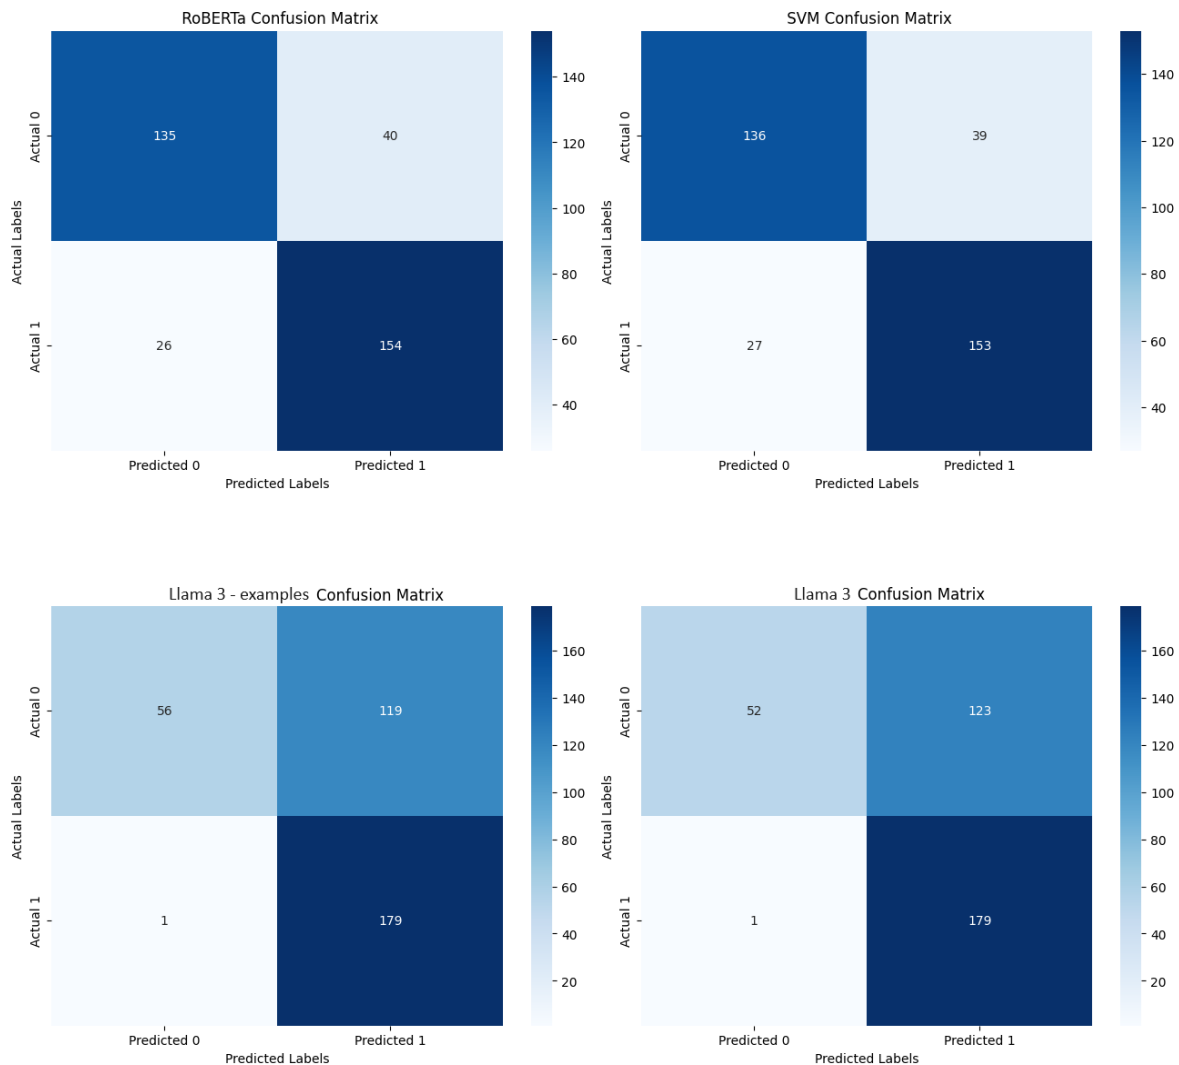 RoBERTa Confusion Matrix
Actual Labels
Actual 0
Actual 1
135
40
26
154
Predicted 0
Predicted 1
Predicted Labels
140
120
100
80
60
40
SVM Confusion Matrix
Actual Labels
Actual 0
Actual 1
136
39
27
153
Predicted 0
Predicted 1
Predicted Labels
140
120
100
80
60
40
Llama 3 - examples Confusion Matrix
Actual Labels
Actual 0
Actual 1
56
119
1
179
Predicted 0
Predicted 1
Predicted Labels
160
140
120
100
80
60
40
20
Llama 3 Confusion Matrix
Actual Labels
Actual 0
Actual 1
52
123
1
179
Predicted 0
Predicted 1
Predicted Labels
160
140
120
100
80
60
40
20